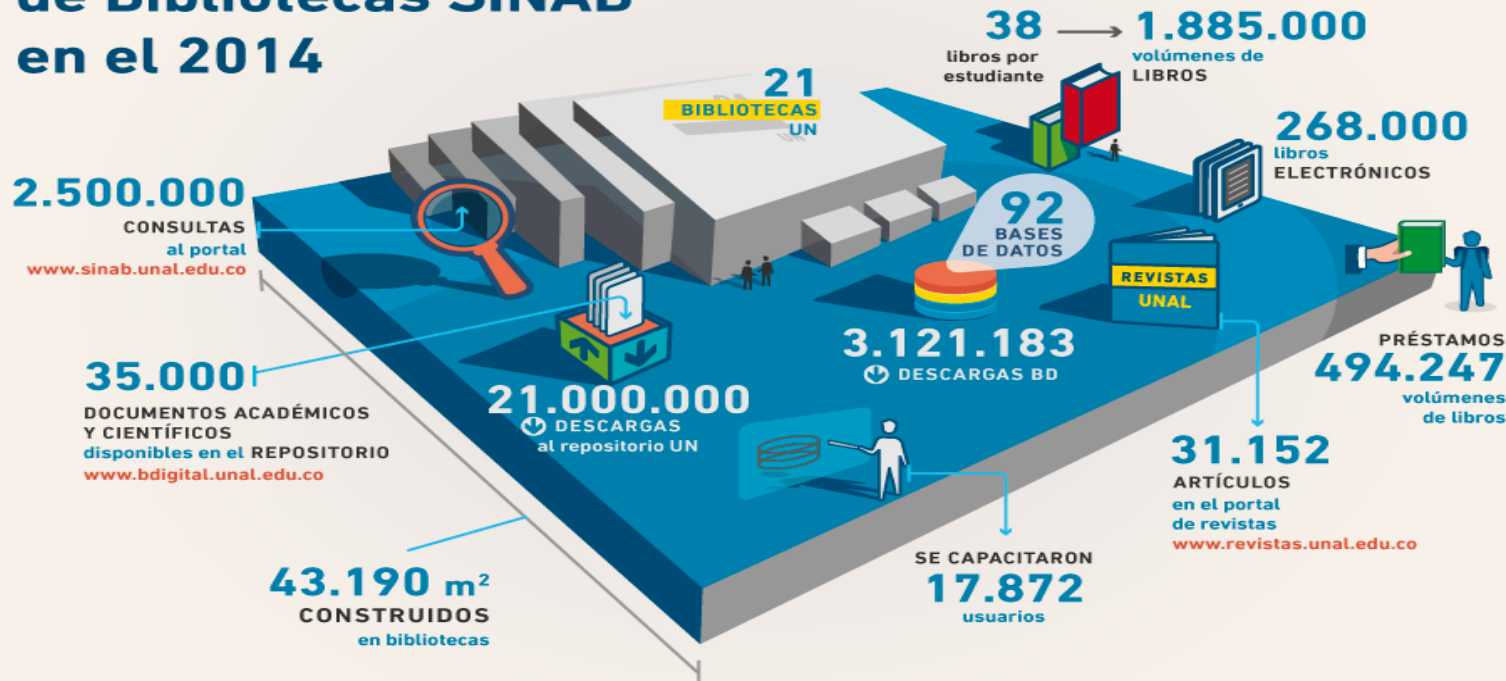 de Bibliotecas SINAB
en el 2014
38
libros por
estudiante
1.885.000
volúmenes de
LIBROS
21
BIBLIOTECAS
UN
268.000
libros
ELECTRÓNICOS
2.500.000
CONSULTAS
al portal
www.sinab.unal.edu.co
92
BASES
DE DATOS
REVISTAS
UNAL
3.121.183
DESCARGAS BD
PRÉSTAMOS
494.247
volúmenes
de libros
35.000
DOCUMENTOS ACADÉMICOS
Y CIENTÍFICOS
disponibles en el REPOSITORIO
www.bdigital.unal.edu.co
21.000.000
DESCARGAS
al repositorio UN
31.152
ARTÍCULOS
en el portal
de revistas
www.revistas.unal.edu.co
SE CAPACITARON
17.872
usuarios
43.190 m²
CONSTRUIDOS
en bibliotecas